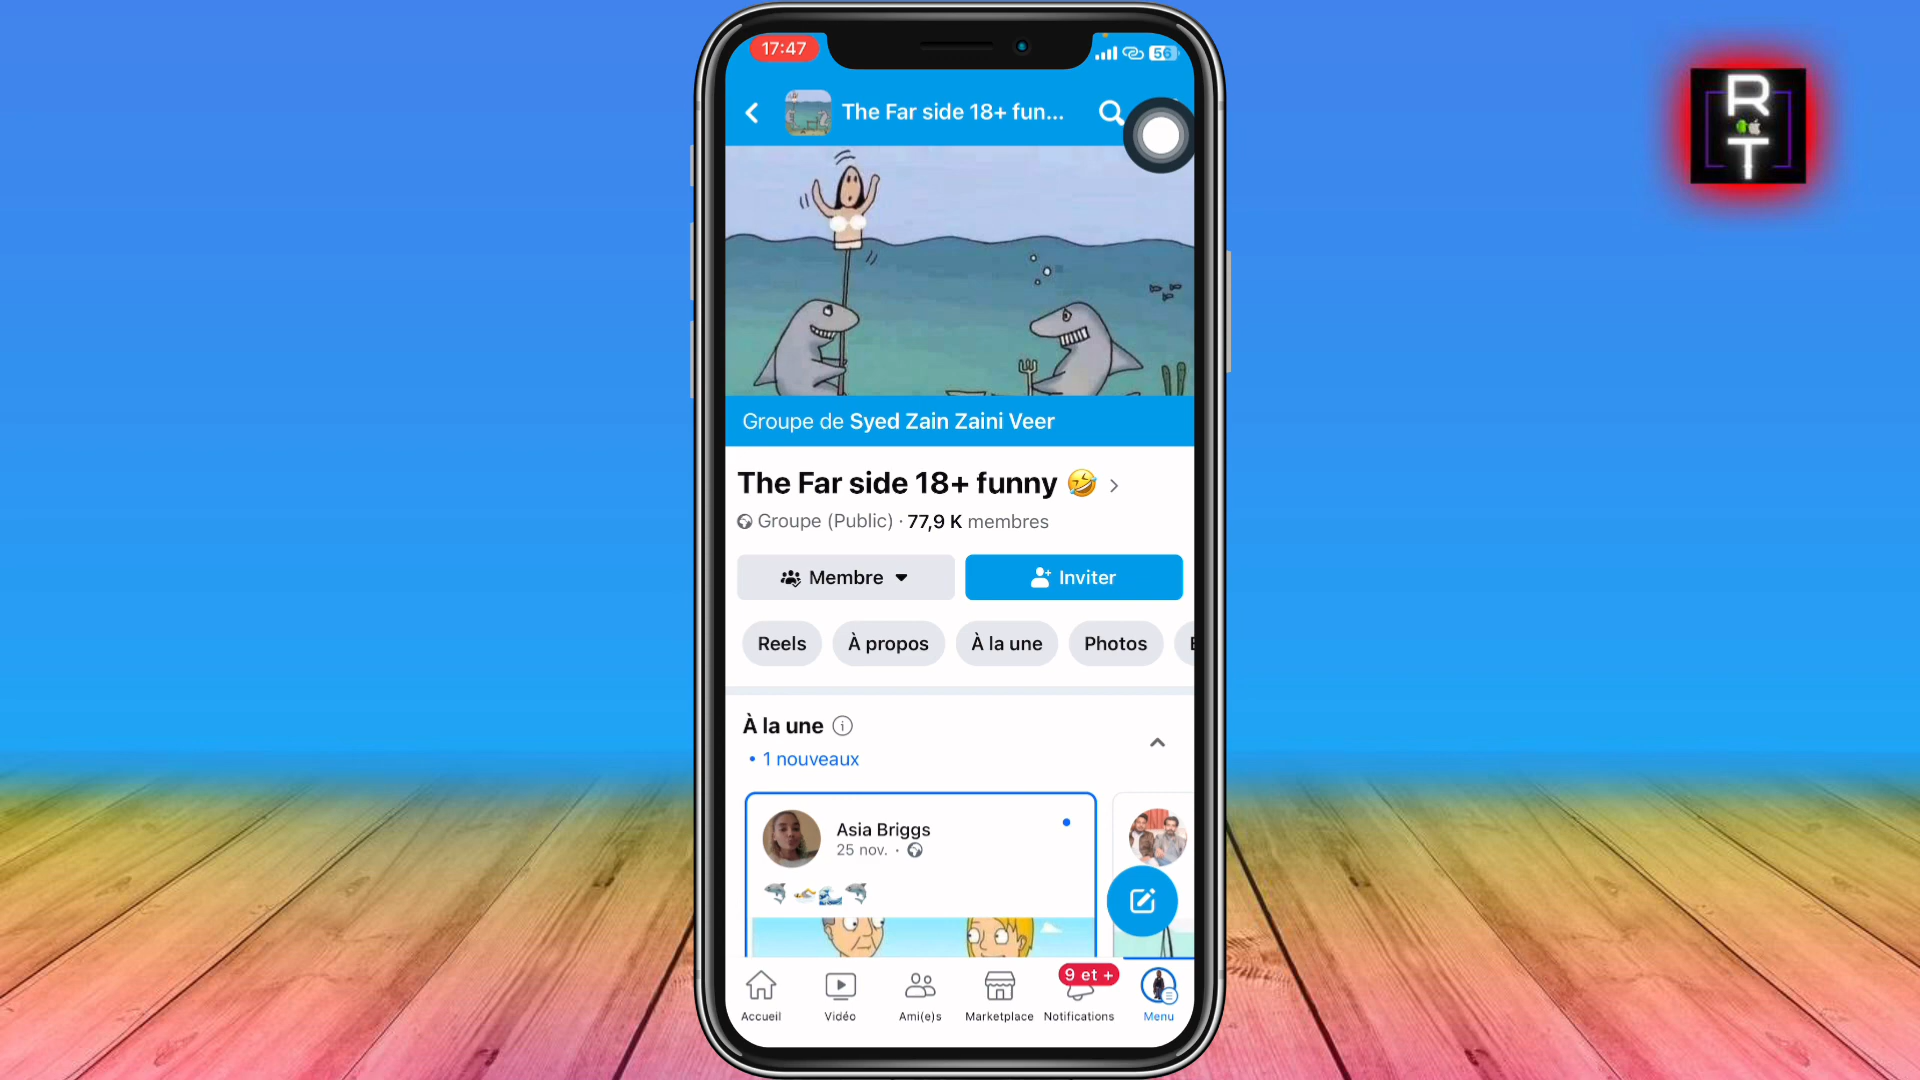 17:47
56
The Far side 18+ fun...
R
T
Groupe de Syed Zain Zaini Veer
The Far side 18+ funny 🤣 >
Groupe (Public) · 77,9 K membres
Membre
Inviter
Reels
À propos
À la une
Photos
À la une
• 1 nouveaux
Asia Briggs
25 nov. ·
9 et +
Accueil
Vidéo
Ami(e)s
Marketplace
Notifications
Menu